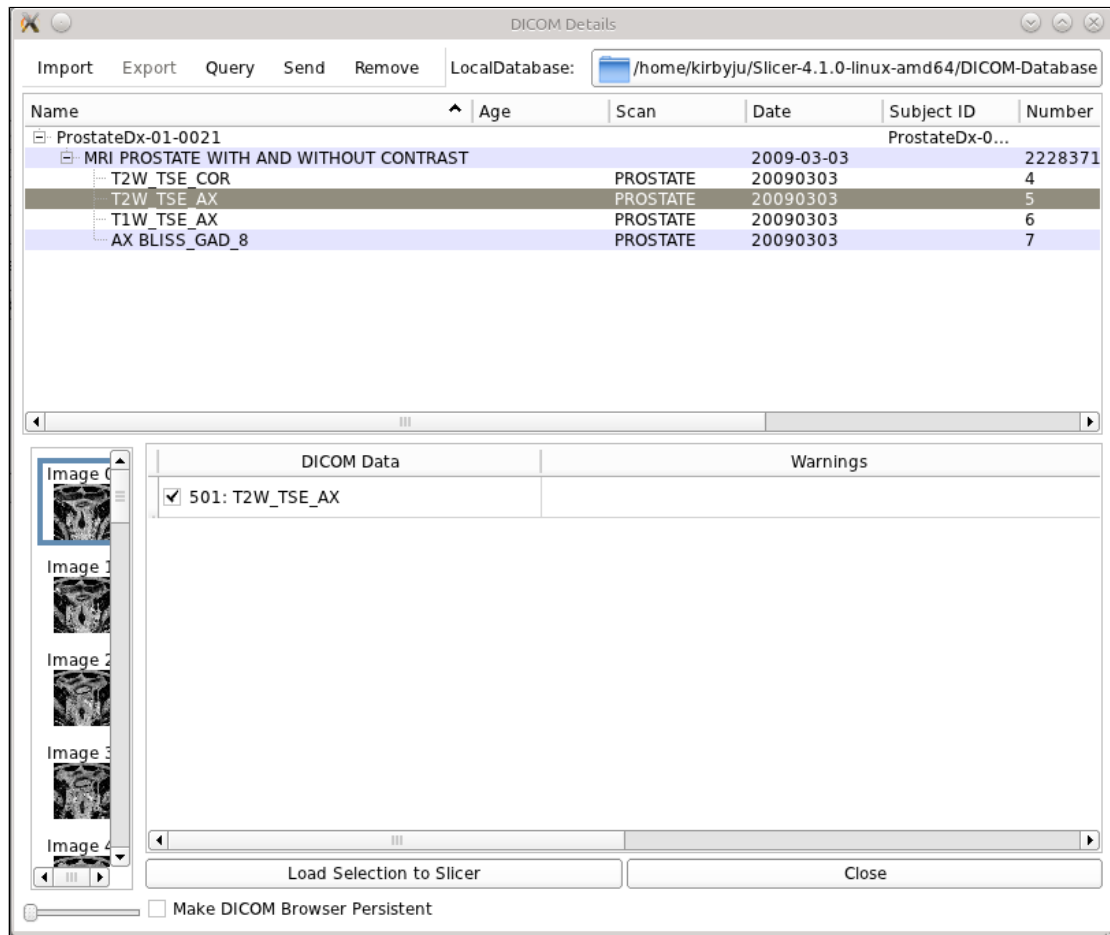 DICOM Details
Import Export Query Send Remove LocalDatabase: /home/kirbyju/Slicer-4.1.0-linux-amd64/DICOM-Database
Name Age Scan Date Subject ID Number
ProstateDx-01-0021 ProstateDx-0...
MRI PROSTATE WITH AND WITHOUT CONTRAST 2009-03-03 2228371
T2W_TSE_COR PROSTATE 20090303 4
T2W_TSE_AX PROSTATE 20090303 5
T1W_TSE_AX PROSTATE 20090303 6
AX BLISS_GAD_8 PROSTATE 20090303 7
DICOM Data Warnings
501: T2W_TSE_AX
Image 0
Image 1
Image 2
Image 3
Image 4
Load Selection to Slicer Close
Make DICOM Browser Persistent